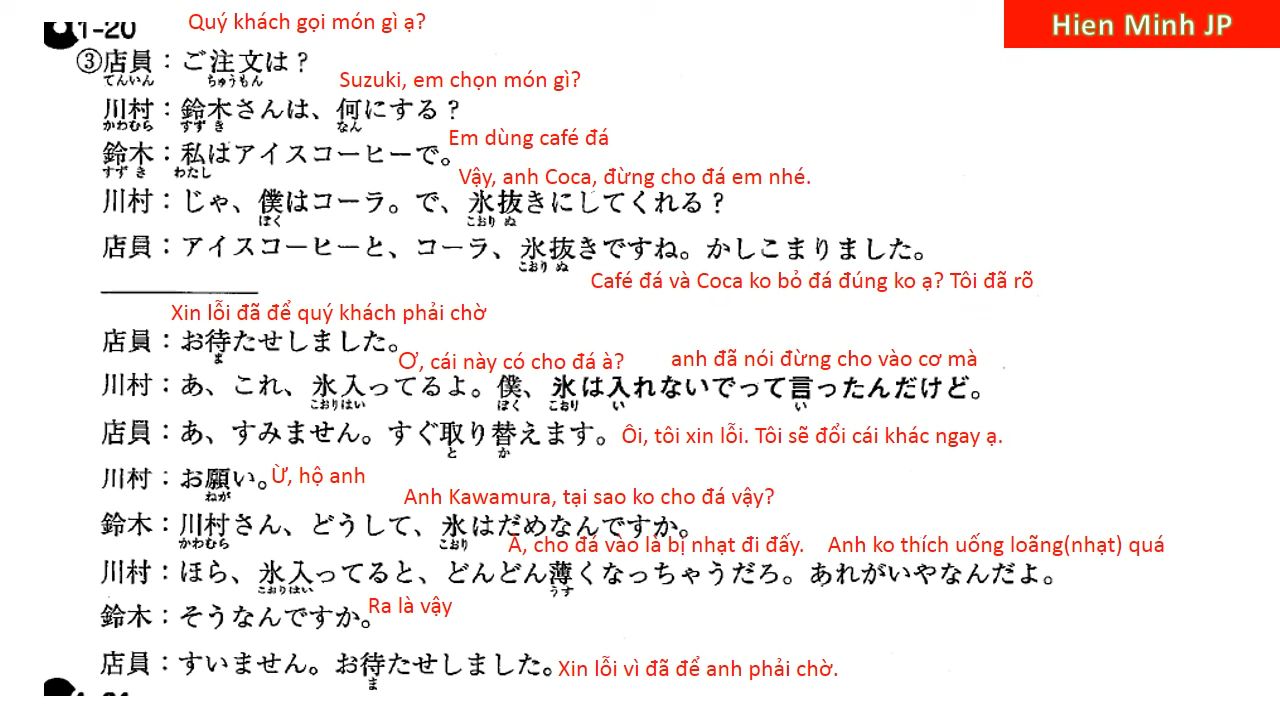 1-20
Quý khách gọi món gì ạ?
Hien Minh JP
③店員：ご注文は？
てんいん ちゅうもん
Suzuki, em chọn món gì?
川村：鈴木さんは、何にする？
かわむら すず き なん
Em dùng café đá
鈴木：私はアイスコーヒーで。
すず き わたし
Vậy, anh Coca, đừng cho đá em nhé.
川村：じゃ、僕はコーラ。で、氷抜きにしてくれる？
ぼく こおり ぬ
店員：アイスコーヒーと、コーラ、氷抜きですね。かしこまりました。
こおり ぬ
Café đá và Coca ko bỏ đá đúng ko ạ? Tôi đã rõ
Xin lỗi đã để quý khách phải chờ
店員：お待たせしました。
ま
Ơ, cái này có cho đá à? anh đã nói đừng cho vào cơ mà
川村：あ、これ、氷入ってるよ。僕、氷は入れないでって言ったんだけど。
こおりはい ぼく こおり い い
店員：あ、すみません。すぐ取り替えます。 Ôi, tôi xin lỗi. Tôi sẽ đổi cái khác ngay ạ.
と か
川村：お願い。 Ừ, hộ anh
ねが
Anh Kawamura, tại sao ko cho đá vậy?
鈴木：川村さん、どうして、氷はだめなんですか。
かわむら こおり
À, cho đá vào là bị nhạt đi đấy. Anh ko thích uống loãng(nhạt) quá
川村：ほら、氷入ってると、どんどん薄くなっちゃうだろ。あれがいやなんだよ。
こおりはい うす
鈴木：そうなんですか。 Ra là vậy
店員：すいません。お待たせしました。 Xin lỗi vì đã để anh phải chờ.
ま